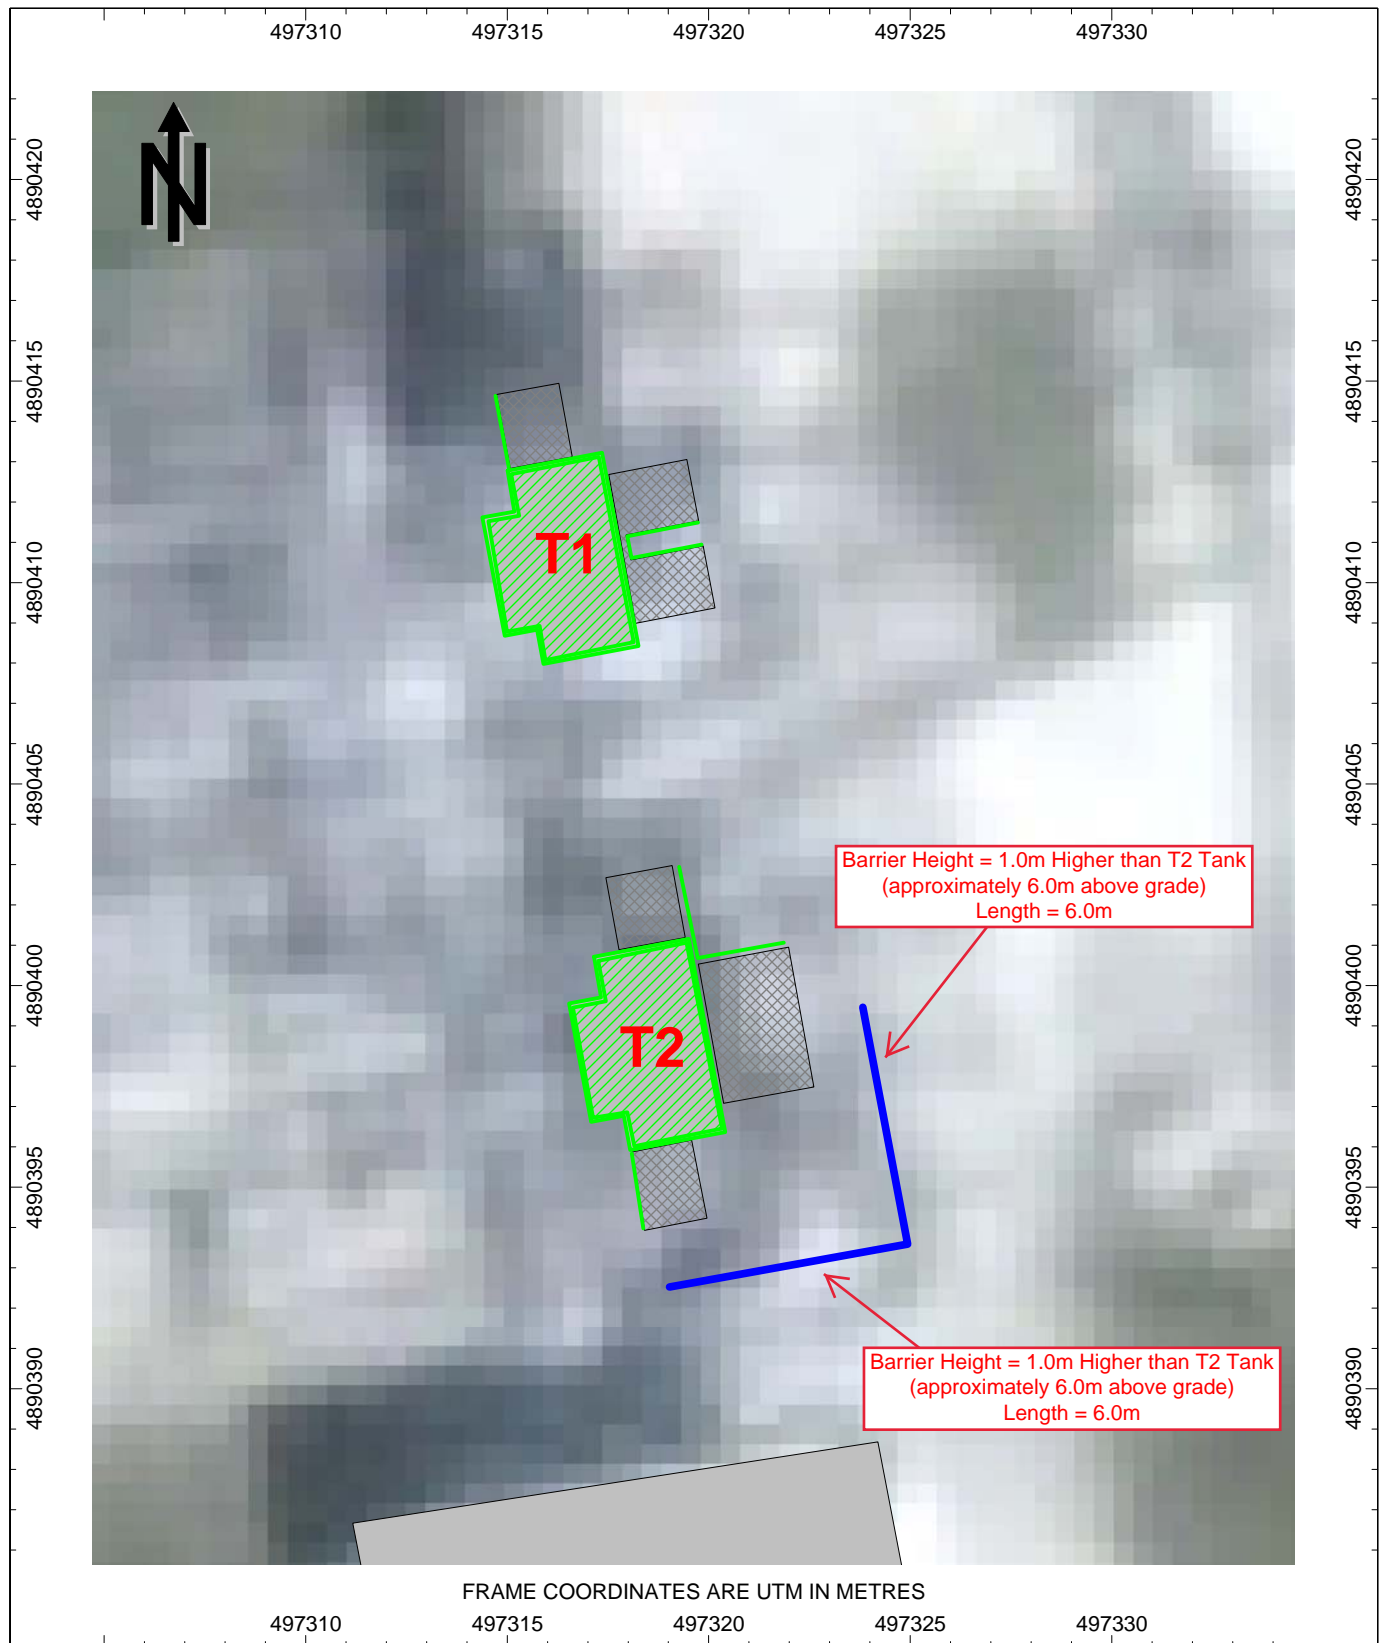 497310 497315 497320 497325 497330
N
4890420 4890420
4890415 4890415
T1
4890410 4890410
4890405 4890405
Barrier Height = 1.0m Higher than T2 Tank
(approximately 6.0m above grade)
Length = 6.0m
4890400 4890400
T2
4890395 4890395
Barrier Height = 1.0m Higher than T2 Tank
(approximately 6.0m above grade)
Length = 6.0m
4890390 4890390
FRAME COORDINATES ARE UTM IN METRES
497310 497315 497320 497325 497330